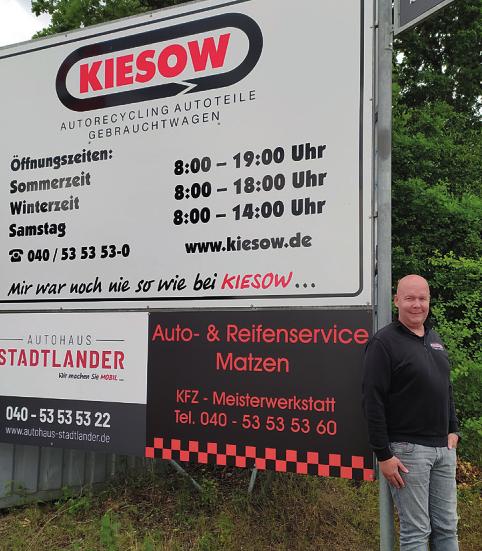 KIESOW
AUTORECYCLING AUTOTEILE
GEBRAUCHTWAGEN
Öffnungszeiten:
Sommerzeit 8:00 – 19:00 Uhr
Winterzeit 8:00 – 18:00 Uhr
Samstag 8:00 – 14:00 Uhr
☎ 040 / 53 53 53-0 www.kiesow.de
Mir war noch nie so wie bei KIESOW...
AUTOHAUS
STADTLANDER
Wir machen Sie MOBIL ...
040 - 53 53 53 22
www.autohaus-stadtlander.de
Auto- & Reifenservice
Matzen
KFZ - Meisterwerkstatt
Tel. 040 - 53 53 53 60